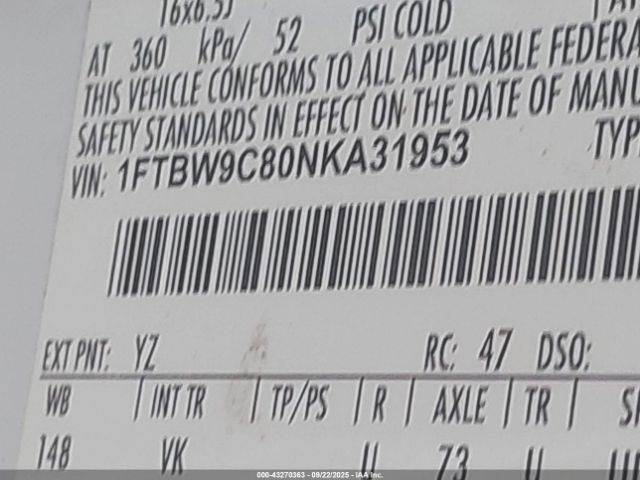 16x6.5J
AT 360 kPa/ 52 PSI COLD
THIS VEHICLE CONFORMS TO ALL APPLICABLE FEDERA
SAFETY STANDARDS IN EFFECT ON THE DATE OF MANU
VIN: 1FTBW9C80NKA31953 TYP
EXT PNT: YZ RC: 47 DSO:
WB INT TR TP/PS R AXLE TR
148 VK 73
000-43270363 - 09/22/2025 - IAA Inc.